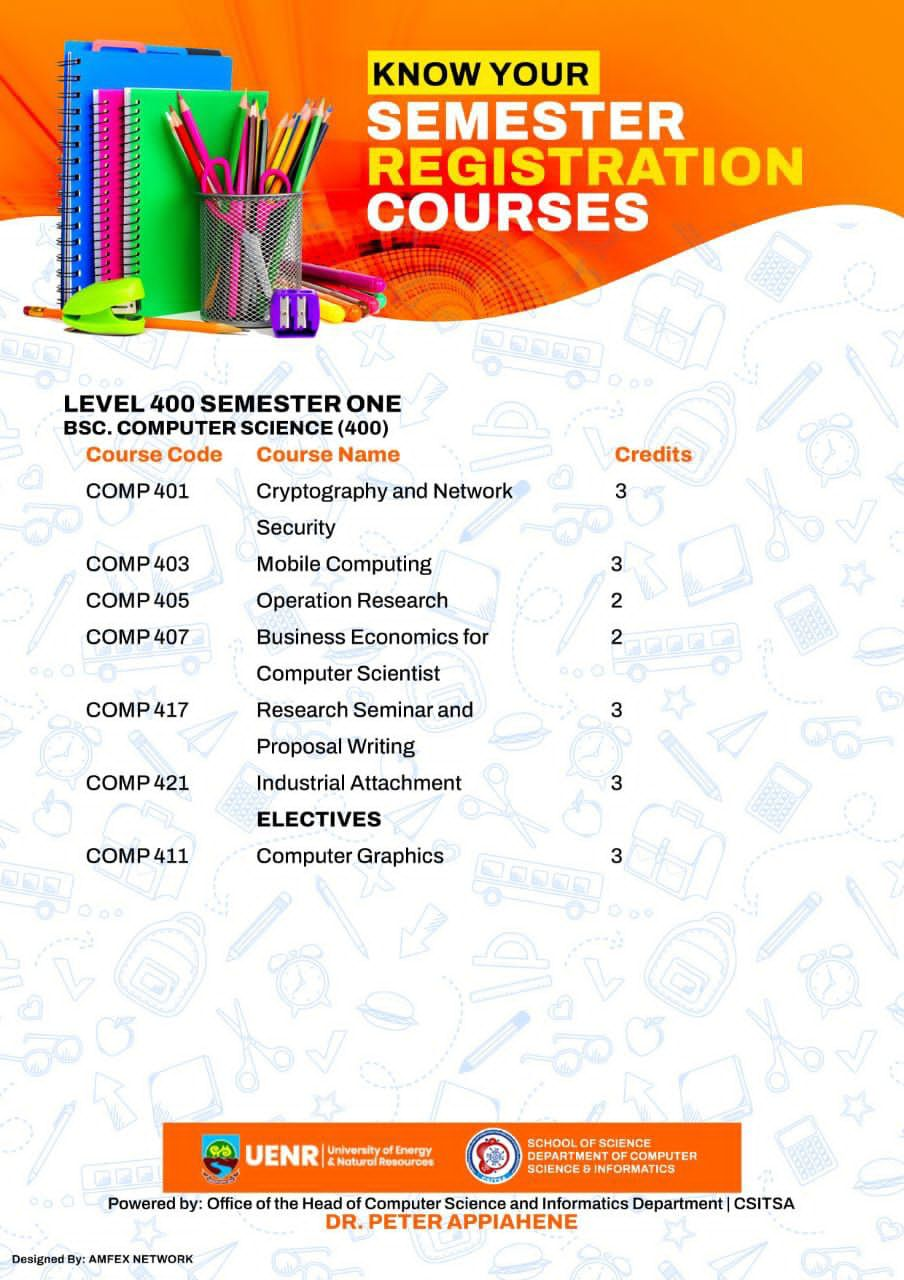 KNOW YOUR
SEMESTER
REGISTRATION
COURSES
LEVEL 400 SEMESTER ONE
BSC. COMPUTER SCIENCE (400)
Course Code Course Name Credits
COMP 401 Cryptography and Network 3
Security
COMP 403 Mobile Computing 3
COMP 405 Operation Research 2
COMP 407 Business Economics for 2
Computer Scientist
COMP 417 Research Seminar and 3
Proposal Writing
COMP 421 Industrial Attachment 3
ELECTIVES
COMP 411 Computer Graphics 3
UENR University of Energy
& Natural Resources
SCHOOL OF SCIENCE
DEPARTMENT OF COMPUTER
SCIENCE & INFORMATICS
Powered by: Office of the Head of Computer Science and Informatics Department | CSITSA
DR. PETER APPIAHENE
Designed By: AMFEX NETWORK